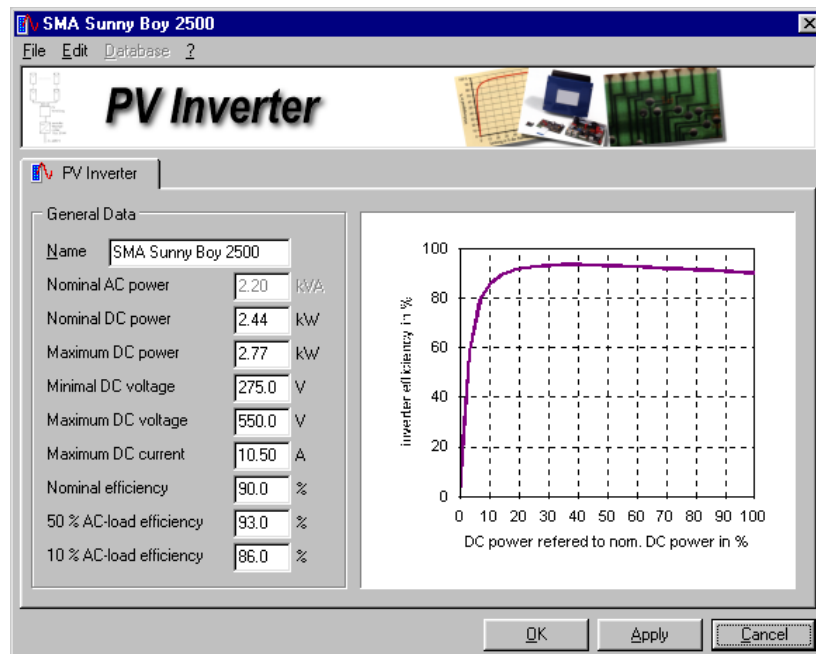 SMA Sunny Boy 2500
File Edit Database ?
PV Inverter
PV Inverter
General Data
Name SMA Sunny Boy 2500
Nominal AC power 2.20 kVA
Nominal DC power 2.44 kW
Maximum DC power 2.77 kW
Minimal DC voltage 275.0 V
Maximum DC voltage 550.0 V
Maximum DC current 10.50 A
Nominal efficiency 90.0 %
50 % AC-load efficiency 93.0 %
10 % AC-load efficiency 86.0 %
inverter efficiency in %
100
80
60
40
20
0
0 10 20 30 40 50 60 70 80 90 100
DC power refered to nom. DC power in %
OK Apply Cancel